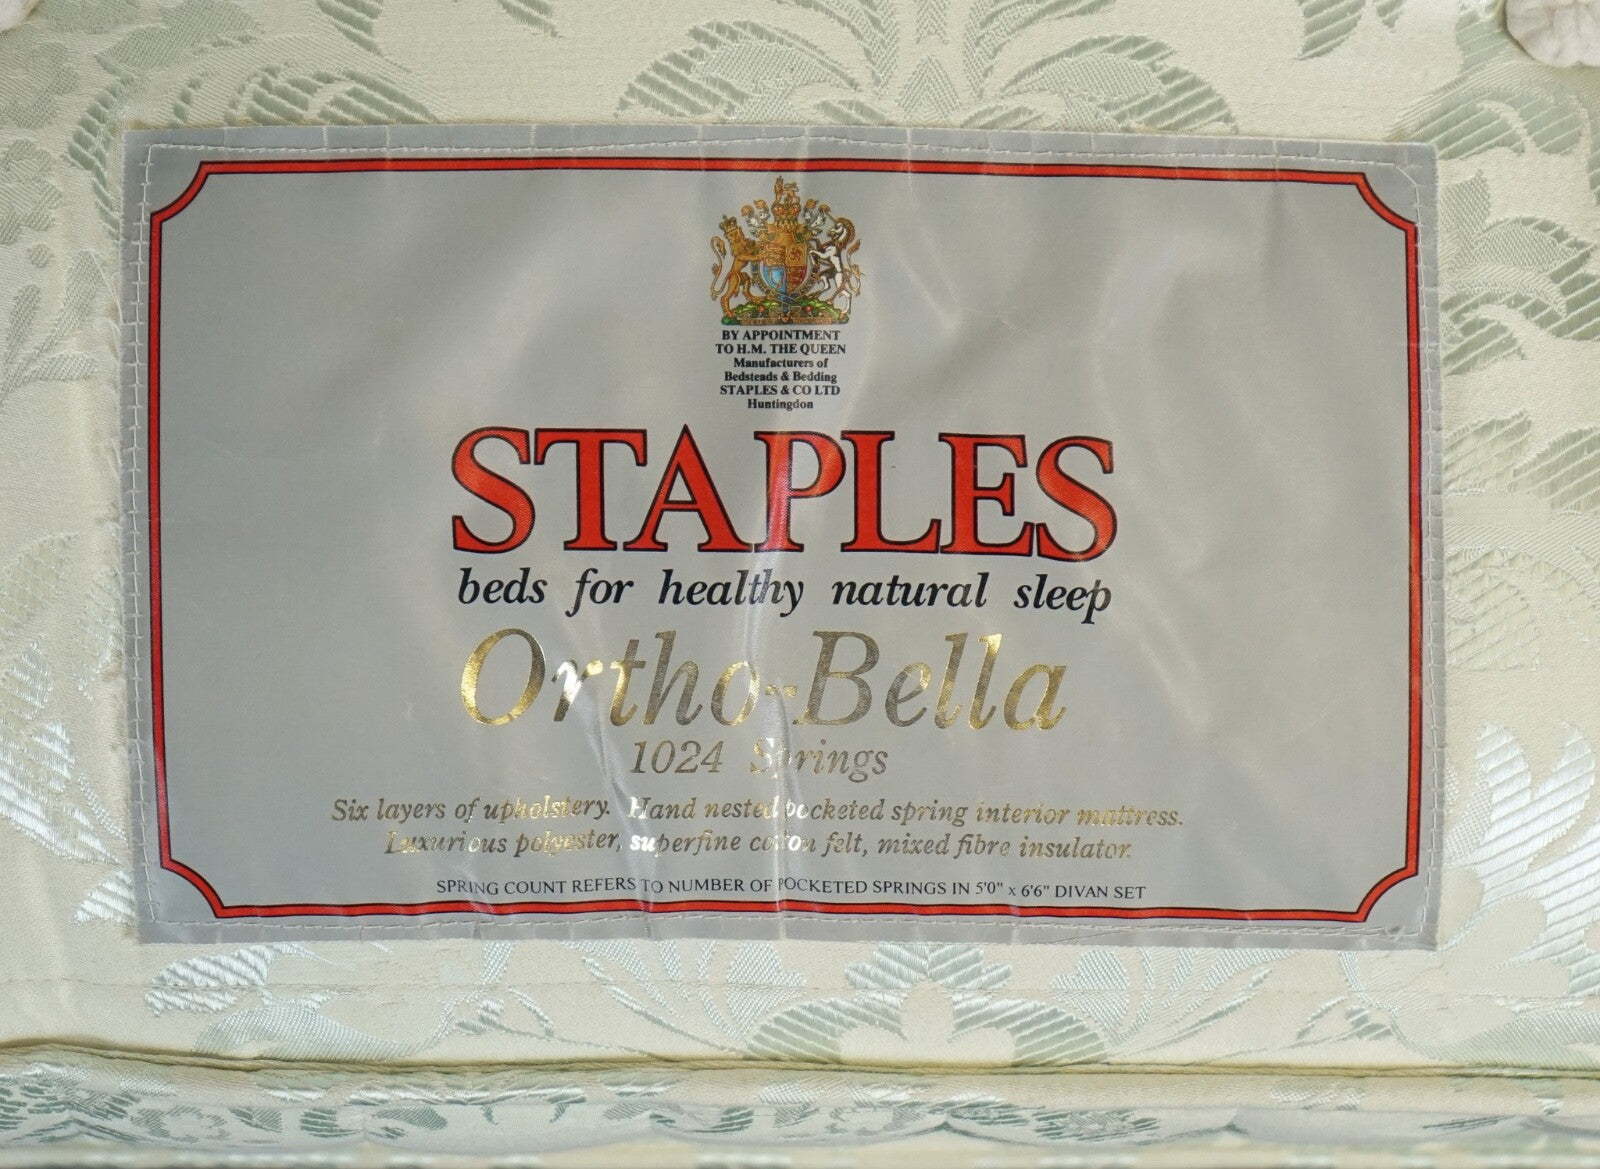 BY APPOINTMENT
TO H.M. THE QUEEN
Manufacturers of
Bedsteads & Bedding
STAPLES & CO LTD
Huntingdon
STAPLES
beds for healthy natural sleep
Ortho-Bella
1024 Springs
Six layers of upholstery. Hand nested pocketed spring interior mattress.
Luxurious polyester, superfine cotton felt, mixed fibre insulator.
SPRING COUNT REFERS TO NUMBER OF POCKETED SPRINGS IN 5'0" x 6'6" DIVAN SET